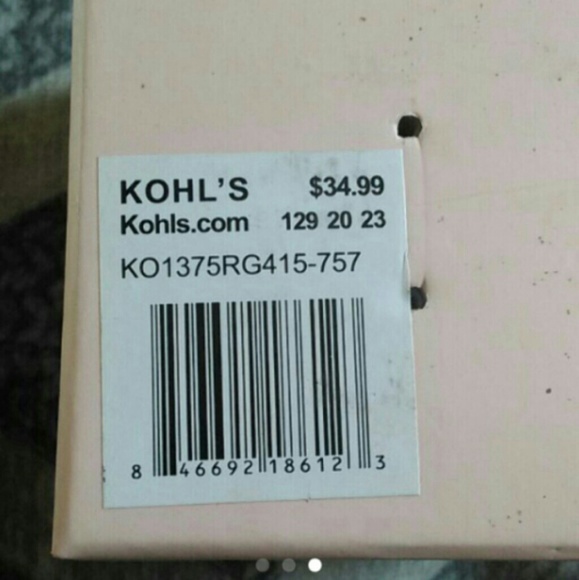 KOHL'S $34.99
Kohls.com 129 20 23
KO1375RG415-757
8 46692 18612 3